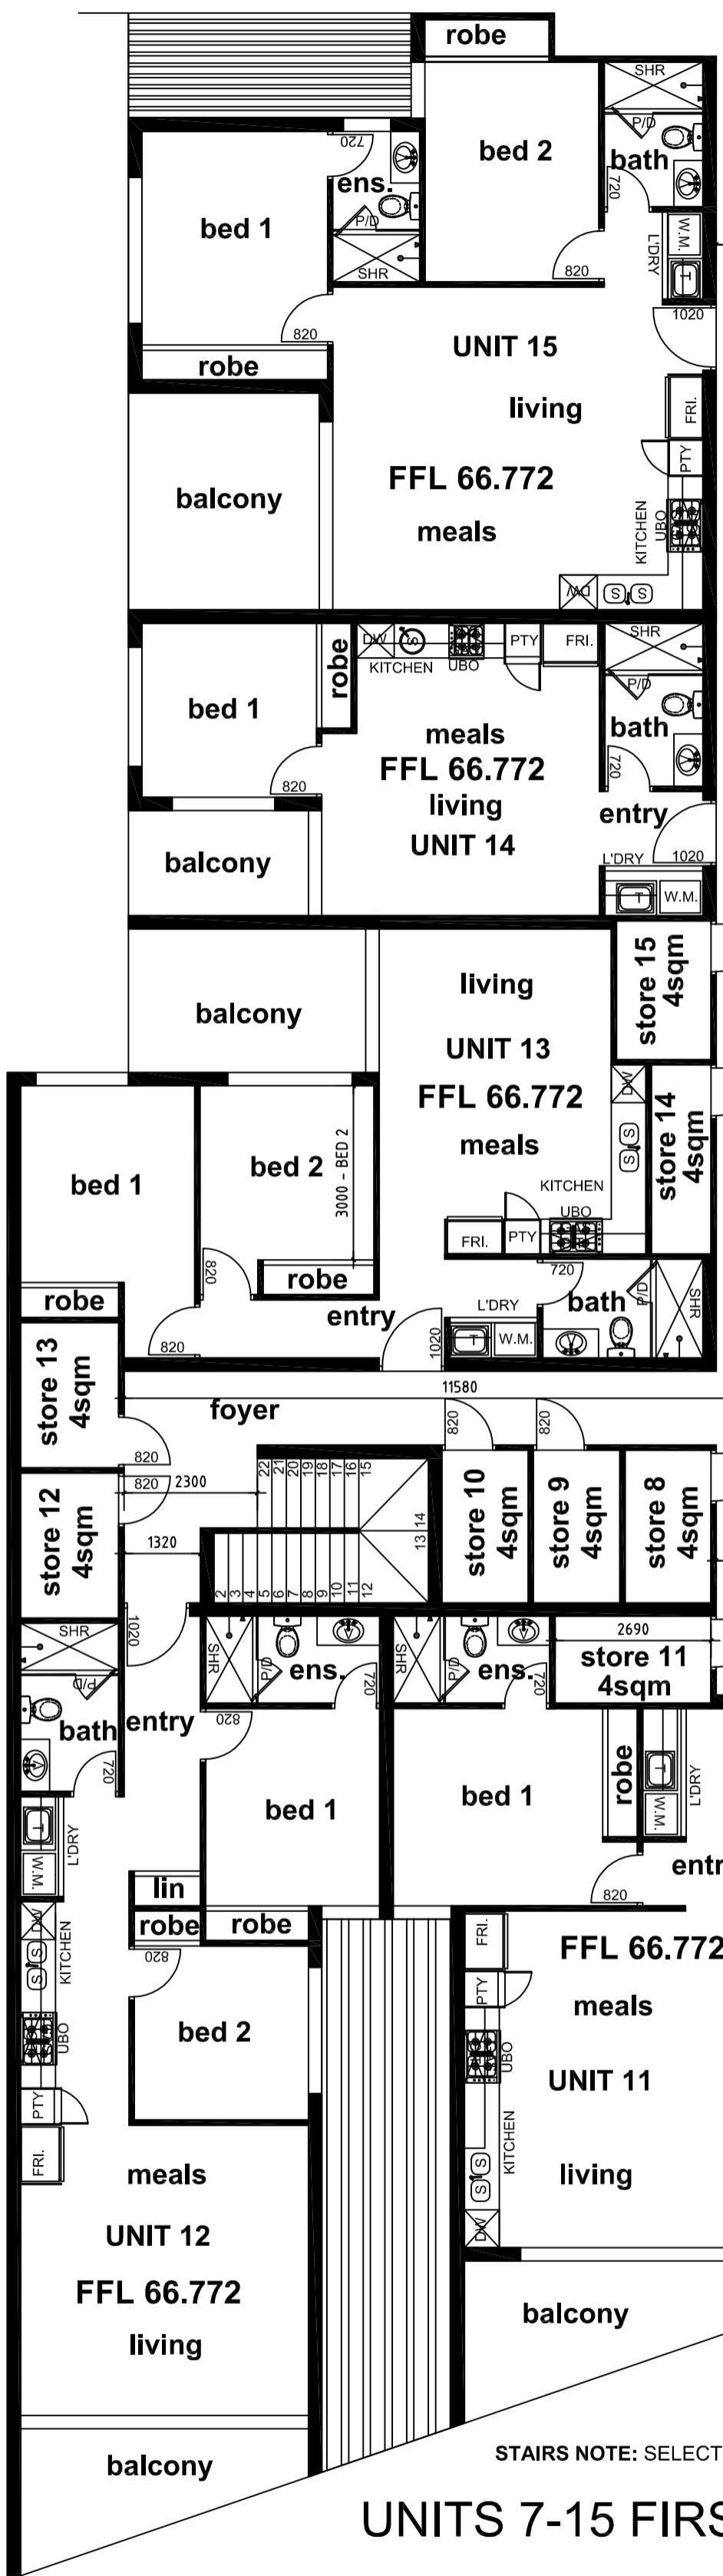 robe
SHR
P/D
bed 2
bath
720
720
ens.
P/D
bed 1
SHR
820
W.M.
L'DRY
T
1020
820
robe
UNIT 15
living
FRI.
FFL 66.772
PTY
balcony
meals
KITCHEN
UBO
DW
S
S
robe
DW
S
KITCHEN
UBO
PTY
FRI.
SHR
P/D
bed 1
bath
meals
FFL 66.772
720
820
living
entry
UNIT 14
balcony
L'DRY
1020
T
W.M.
living
store 15
4sqm
balcony
UNIT 13
FFL 66.772
DW
meals
store 14
4sqm
bed 1
bed 2
3000 - BED 2
S
S
KITCHEN
UBO
FRI.
PTY
820
robe
720
robe
entry
L'DRY
bath
P/D
SHR
820
1020
T
W.M.
store 13
4sqm
11580
foyer
820
820
820
820
2300
22
21
20
19
18
17
16
15
14
13
store 10
4sqm
store 9
4sqm
store 8
4sqm
store 12
4sqm
1320
2
3
4
5
6
7
8
9
10
11
12
1020
SHR
SHR
P/D
ens.
720
SHR
P/D
ens.
720
2690
store 11
4sqm
P/D
bath
entry
820
720
bed 1
bed 1
robe
T
W.M.
L'DRY
T
W.M.
L'DRY
lin
820
entr
robe
robe
DW
S
S
KITCHEN
820
FRI.
FFL 66.772
PTY
meals
UBO
bed 2
UBO
UNIT 11
PTY
FRI.
KITCHEN
meals
S
S
living
UNIT 12
DW
FFL 66.772
living
balcony
balcony
STAIRS NOTE: SELECT
UNITS 7-15 FIRS